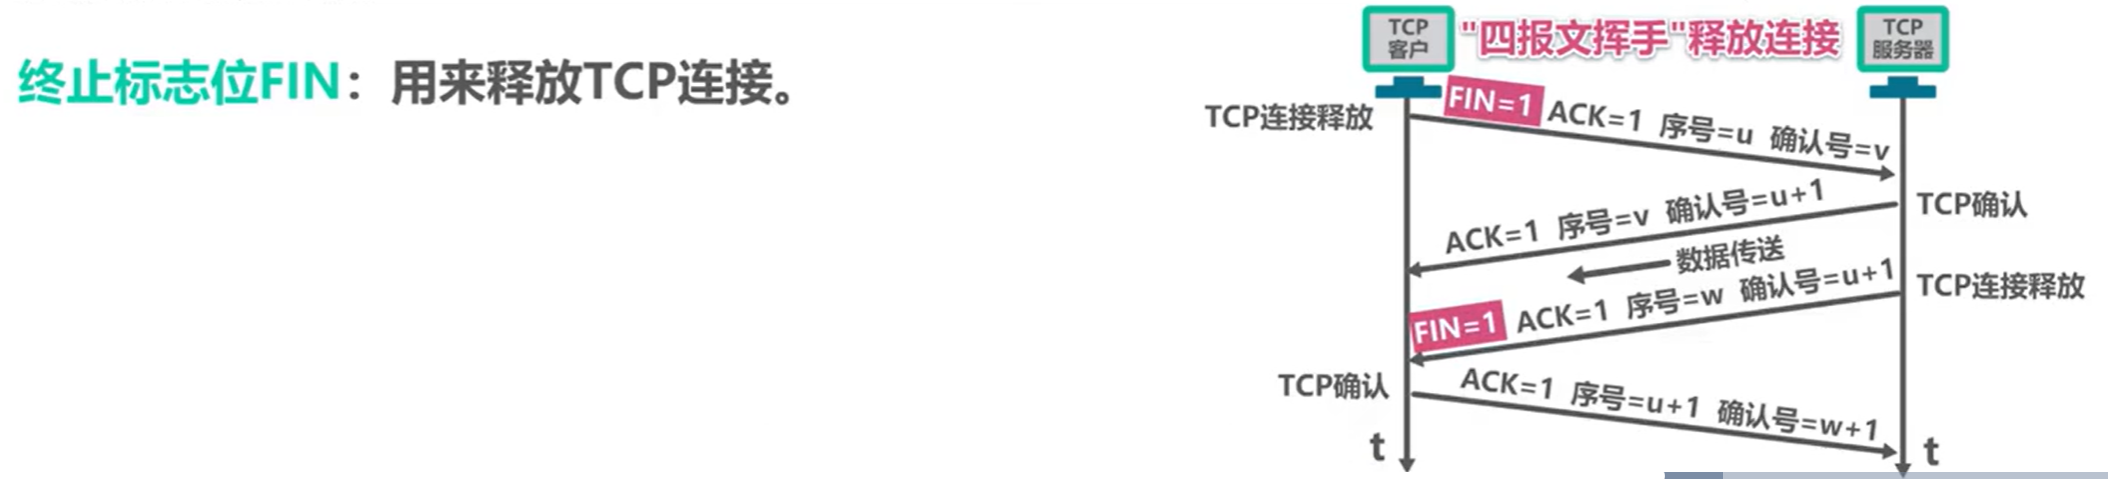 终止标志位FIN：用来释放TCP连接。
TCP
客户
"四报文挥手"释放连接
TCP
服务器
TCP连接释放
FIN=1 ACK=1 序号=u 确认号=v
ACK=1 序号=v 确认号=u+1
TCP确认
数据传送
FIN=1 ACK=1 序号=w 确认号=u+1
TCP连接释放
TCP确认
ACK=1 序号=u+1 确认号=w+1
t
t